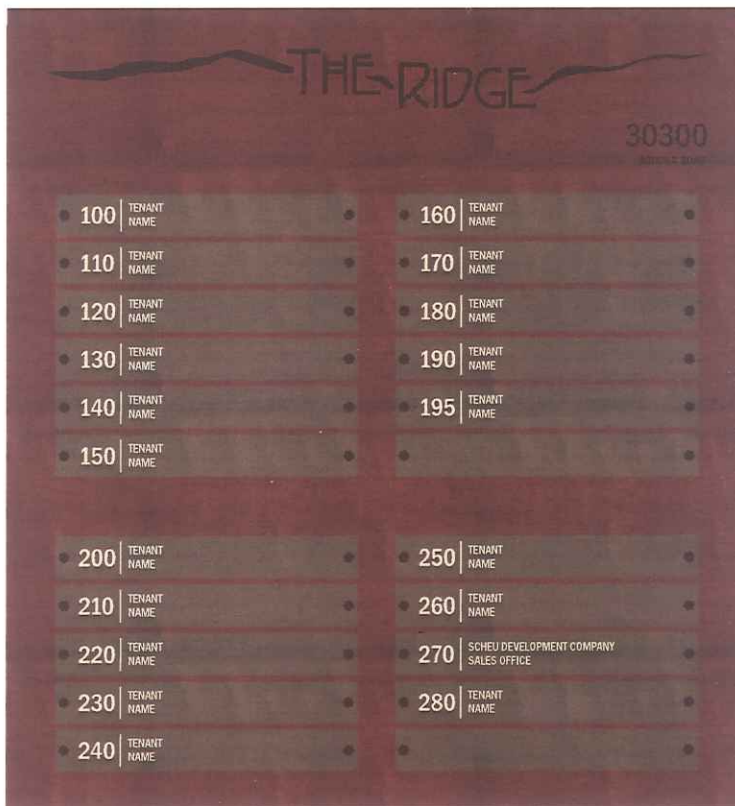 THE RIDGE
30300
100 TENANT
NAME
110 TENANT
NAME
120 TENANT
NAME
130 TENANT
NAME
140 TENANT
NAME
150 TENANT
NAME
160 TENANT
NAME
170 TENANT
NAME
180 TENANT
NAME
190 TENANT
NAME
195 TENANT
NAME
200 TENANT
NAME
210 TENANT
NAME
220 TENANT
NAME
230 TENANT
NAME
240 TENANT
NAME
250 TENANT
NAME
260 TENANT
NAME
270 SCHEU DEVELOPMENT COMPANY
SALES OFFICE
280 TENANT
NAME